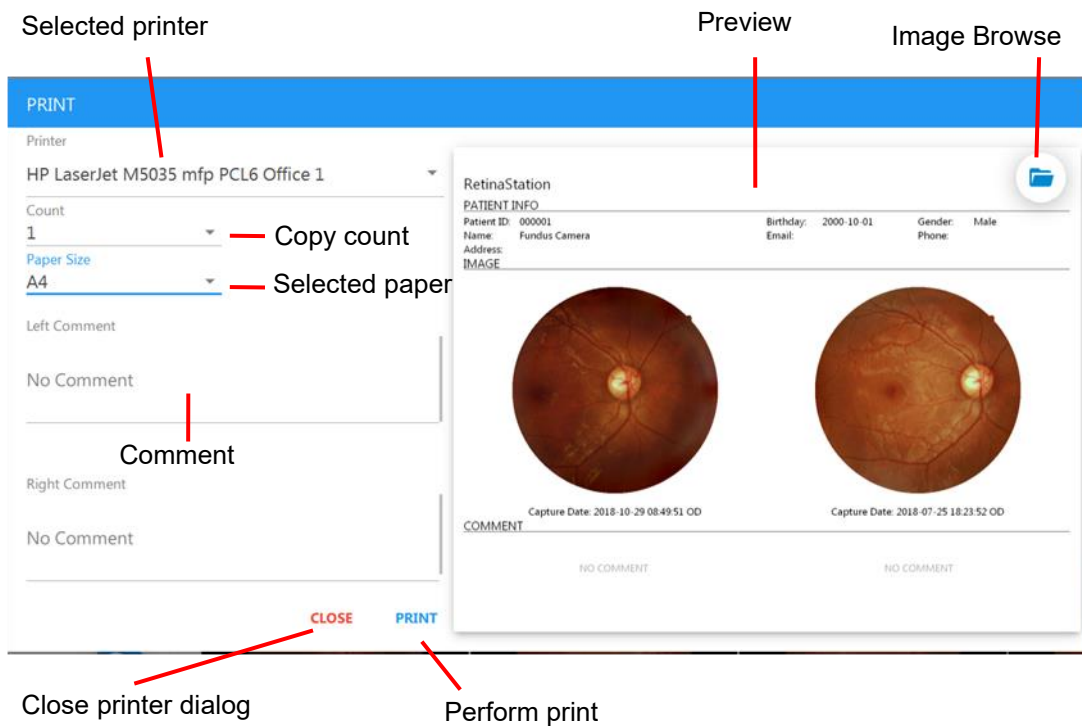 Selected printer
Preview
Image Browse
PRINT
Printer
HP LaserJet M5035 mfp PCL6 Office 1
Count
1
Copy count
Paper Size
A4
Selected paper
Left Comment
No Comment
Comment
Right Comment
No Comment
CLOSE PRINT
RetinaStation
PATIENT INFO
Patient ID: 000001 Birthday: 2000-10-01 Gender: Male
Name: Fundus Camera Email: Phone:
Address:
IMAGE
Capture Date: 2018-10-29 08:49:51 OD Capture Date: 2018-07-25 18:23:52 OD
COMMENT
NO COMMENT NO COMMENT
Close printer dialog
Perform print